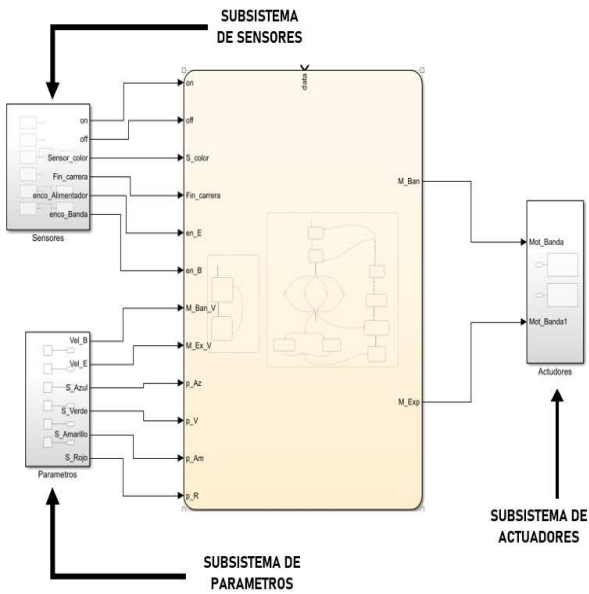 SUBSISTEMA
DE SENSORES
data
on
off
Sensor_color
Fin_carrera
enco_Alimentador
enco_Banda
Sensores
on
off
S_color
Fin_carrera
en_E
en_B
M_Ban_V
M_Ex_V
p_Az
p_V
p_Am
p_R
M_Ban
M_Exp
Mot_Banda
Mot_Banda1
Actudores
Vel_B
Vel_E
S_Azul
S_Verde
S_Amarillo
S_Rojo
Parametros
SUBSISTEMA DE
ACTUADORES
SUBSISTEMA DE
PARAMETROS